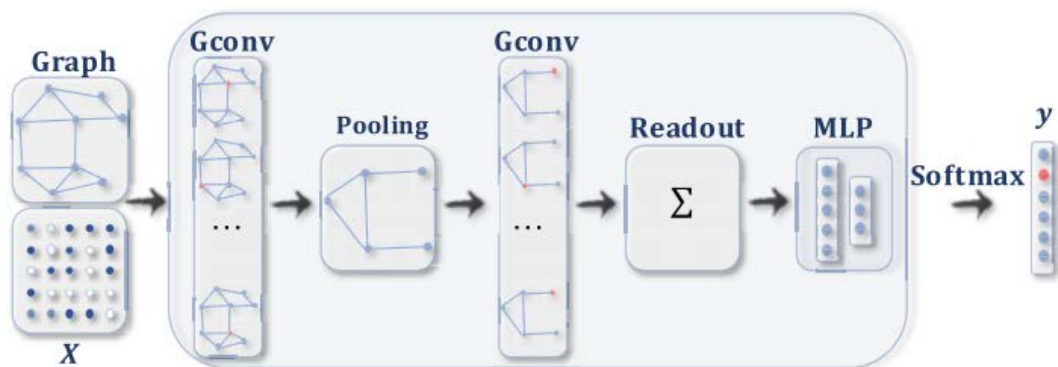 Graph
X
Gconv
...
...
Pooling
Gconv
...
...
Readout
Σ
MLP
Softmax
y